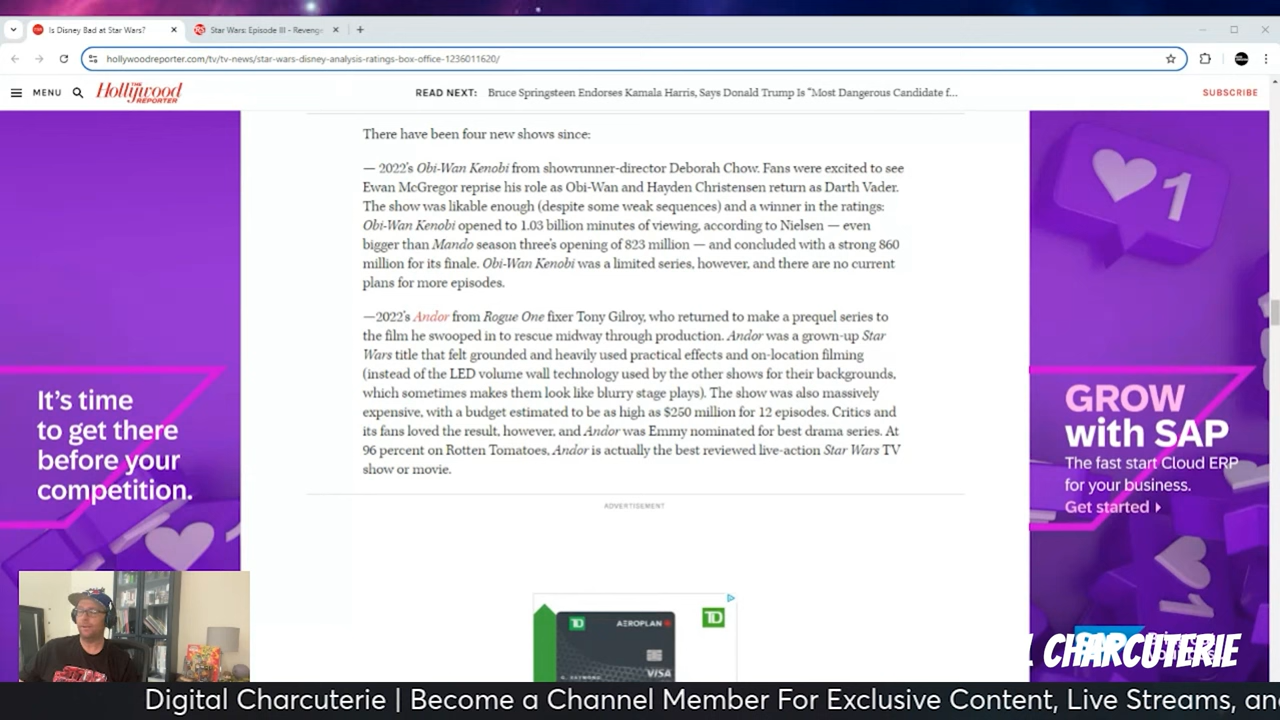 Is Disney Bad at Star Wars?
Star Wars: Episode III - Reveng
hollywoodreporter.com/tv/tv-news/star-wars-disney-analysis-ratings-box-office-1236011620/
MENU
THE
Hollywood
REPORTER
READ NEXT: Bruce Springsteen Endorses Kamala Harris, Says Donald Trump Is "Most Dangerous Candidate f...
SUBSCRIBE
There have been four new shows since:
— 2022's Obi-Wan Kenobi from showrunner-director Deborah Chow. Fans were excited to see
Ewan McGregor reprise his role as Obi-Wan and Hayden Christensen return as Darth Vader.
The show was likable enough (despite some weak sequences) and a winner in the ratings:
Obi-Wan Kenobi opened to 1.03 billion minutes of viewing, according to Nielsen — even
bigger than Mando season three's opening of 823 million — and concluded with a strong 860
million for its finale. Obi-Wan Kenobi was a limited series, however, and there are no current
plans for more episodes.
—2022's Andor from Rogue One fixer Tony Gilroy, who returned to make a prequel series to
the film he swooped in to rescue midway through production. Andor was a grown-up Star
Wars title that felt grounded and heavily used practical effects and on-location filming
(instead of the LED volume wall technology used by the other shows for their backgrounds,
which sometimes makes them look like blurry stage plays). The show was also massively
expensive, with a budget estimated to be as high as $250 million for 12 episodes. Critics and
its fans loved the result, however, and Andor was Emmy nominated for best drama series. At
96 percent on Rotten Tomatoes, Andor is actually the best reviewed live-action Star Wars TV
show or movie.
ADVERTISEMENT
It's time
to get there
before your
competition.
1
GROW
with SAP
The fast start Cloud ERP
for your business.
Get started
TD
AEROPLAN
VISA
TD
L CHARCUTERIE
Digital Charcuterie | Become a Channel Member For Exclusive Content, Live Streams, an